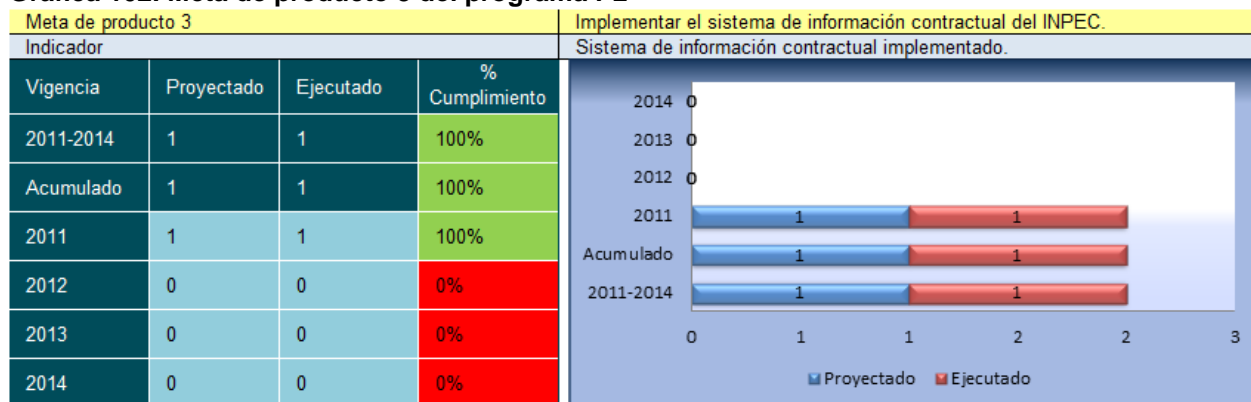 Meta de producto 3 Implementar el sistema de información contractual del INPEC.
Indicador Sistema de información contractual implementado.
Vigencia Proyectado Ejecutado % Cumplimiento
2011-2014 1 1 100%
Acumulado 1 1 100%
2011 1 1 100%
2012 0 0 0%
2013 0 0 0%
2014 0 0 0%
2014 0
2013 0
2012 0
2011 1 1
Acumulado 1 1
2011-2014 1 1
0 1 1 2 2 3
Proyectado Ejecutado